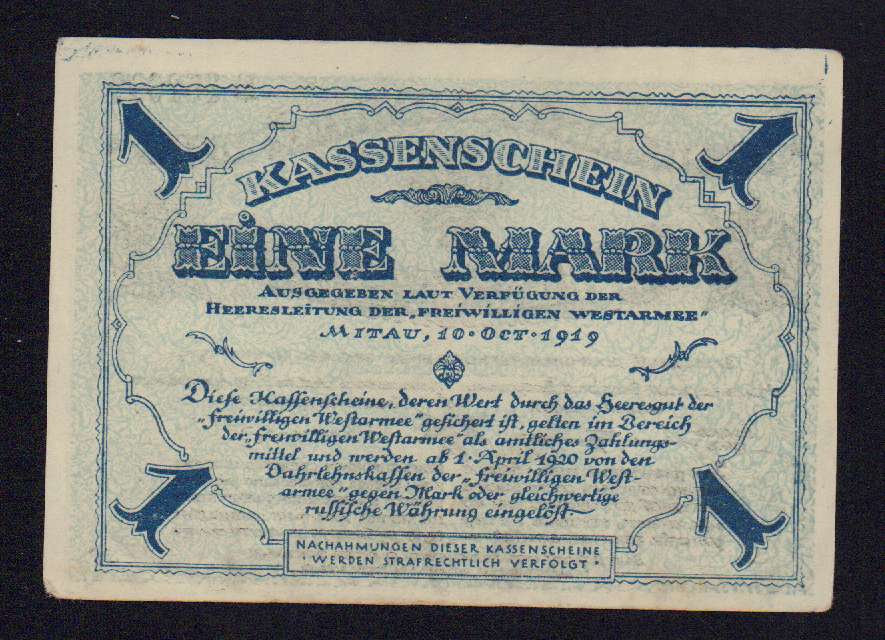 1 1
KASSENSCHEIN
EINE MARK
AUSGEGEBEN LAUT VERFÜGUNG DER
HEERESLEITUNG DER „FREIWILLIGEN WESTARMEE"
MITAU, 10·OCT·1919
Dieſe Kaſſenſcheine, deren Wert durch das Heeresgut der
„freiwilligen Weſtarmee" geſichert iſt, gelten im Bereich
der „freiwilligen Weſtarmee" als amtliches Zahlungs-
mittel und werden ab 1·April 1920 von den
Dahrlehnskaſſen der „freiwilligen Weſt-
armee" gegen Mark oder gleichwertige
ruſſiſche Währung eingelöſt
1 1
NACHAHMUNGEN DIESER KASSENSCHEINE
· WERDEN STRAFRECHTLICH VERFOLGT ·